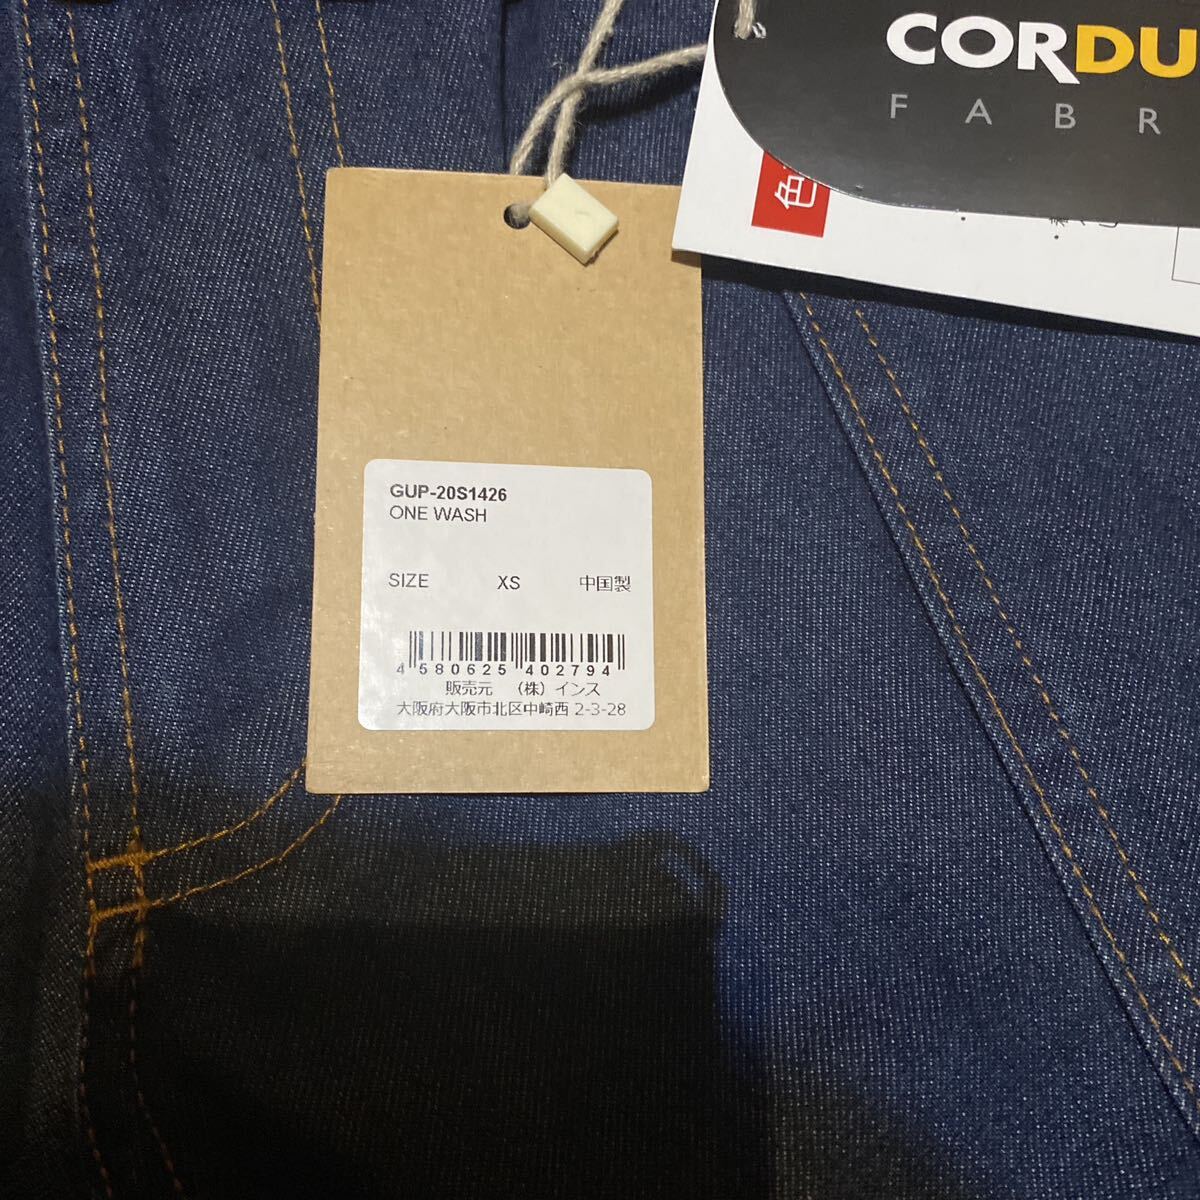 CORDU
FABR
色
GUP-20S1426
ONE WASH
SIZE XS 中国製
4 580625 402794
販売元 (株)インス
大阪府大阪市北区中崎西 2-3-28